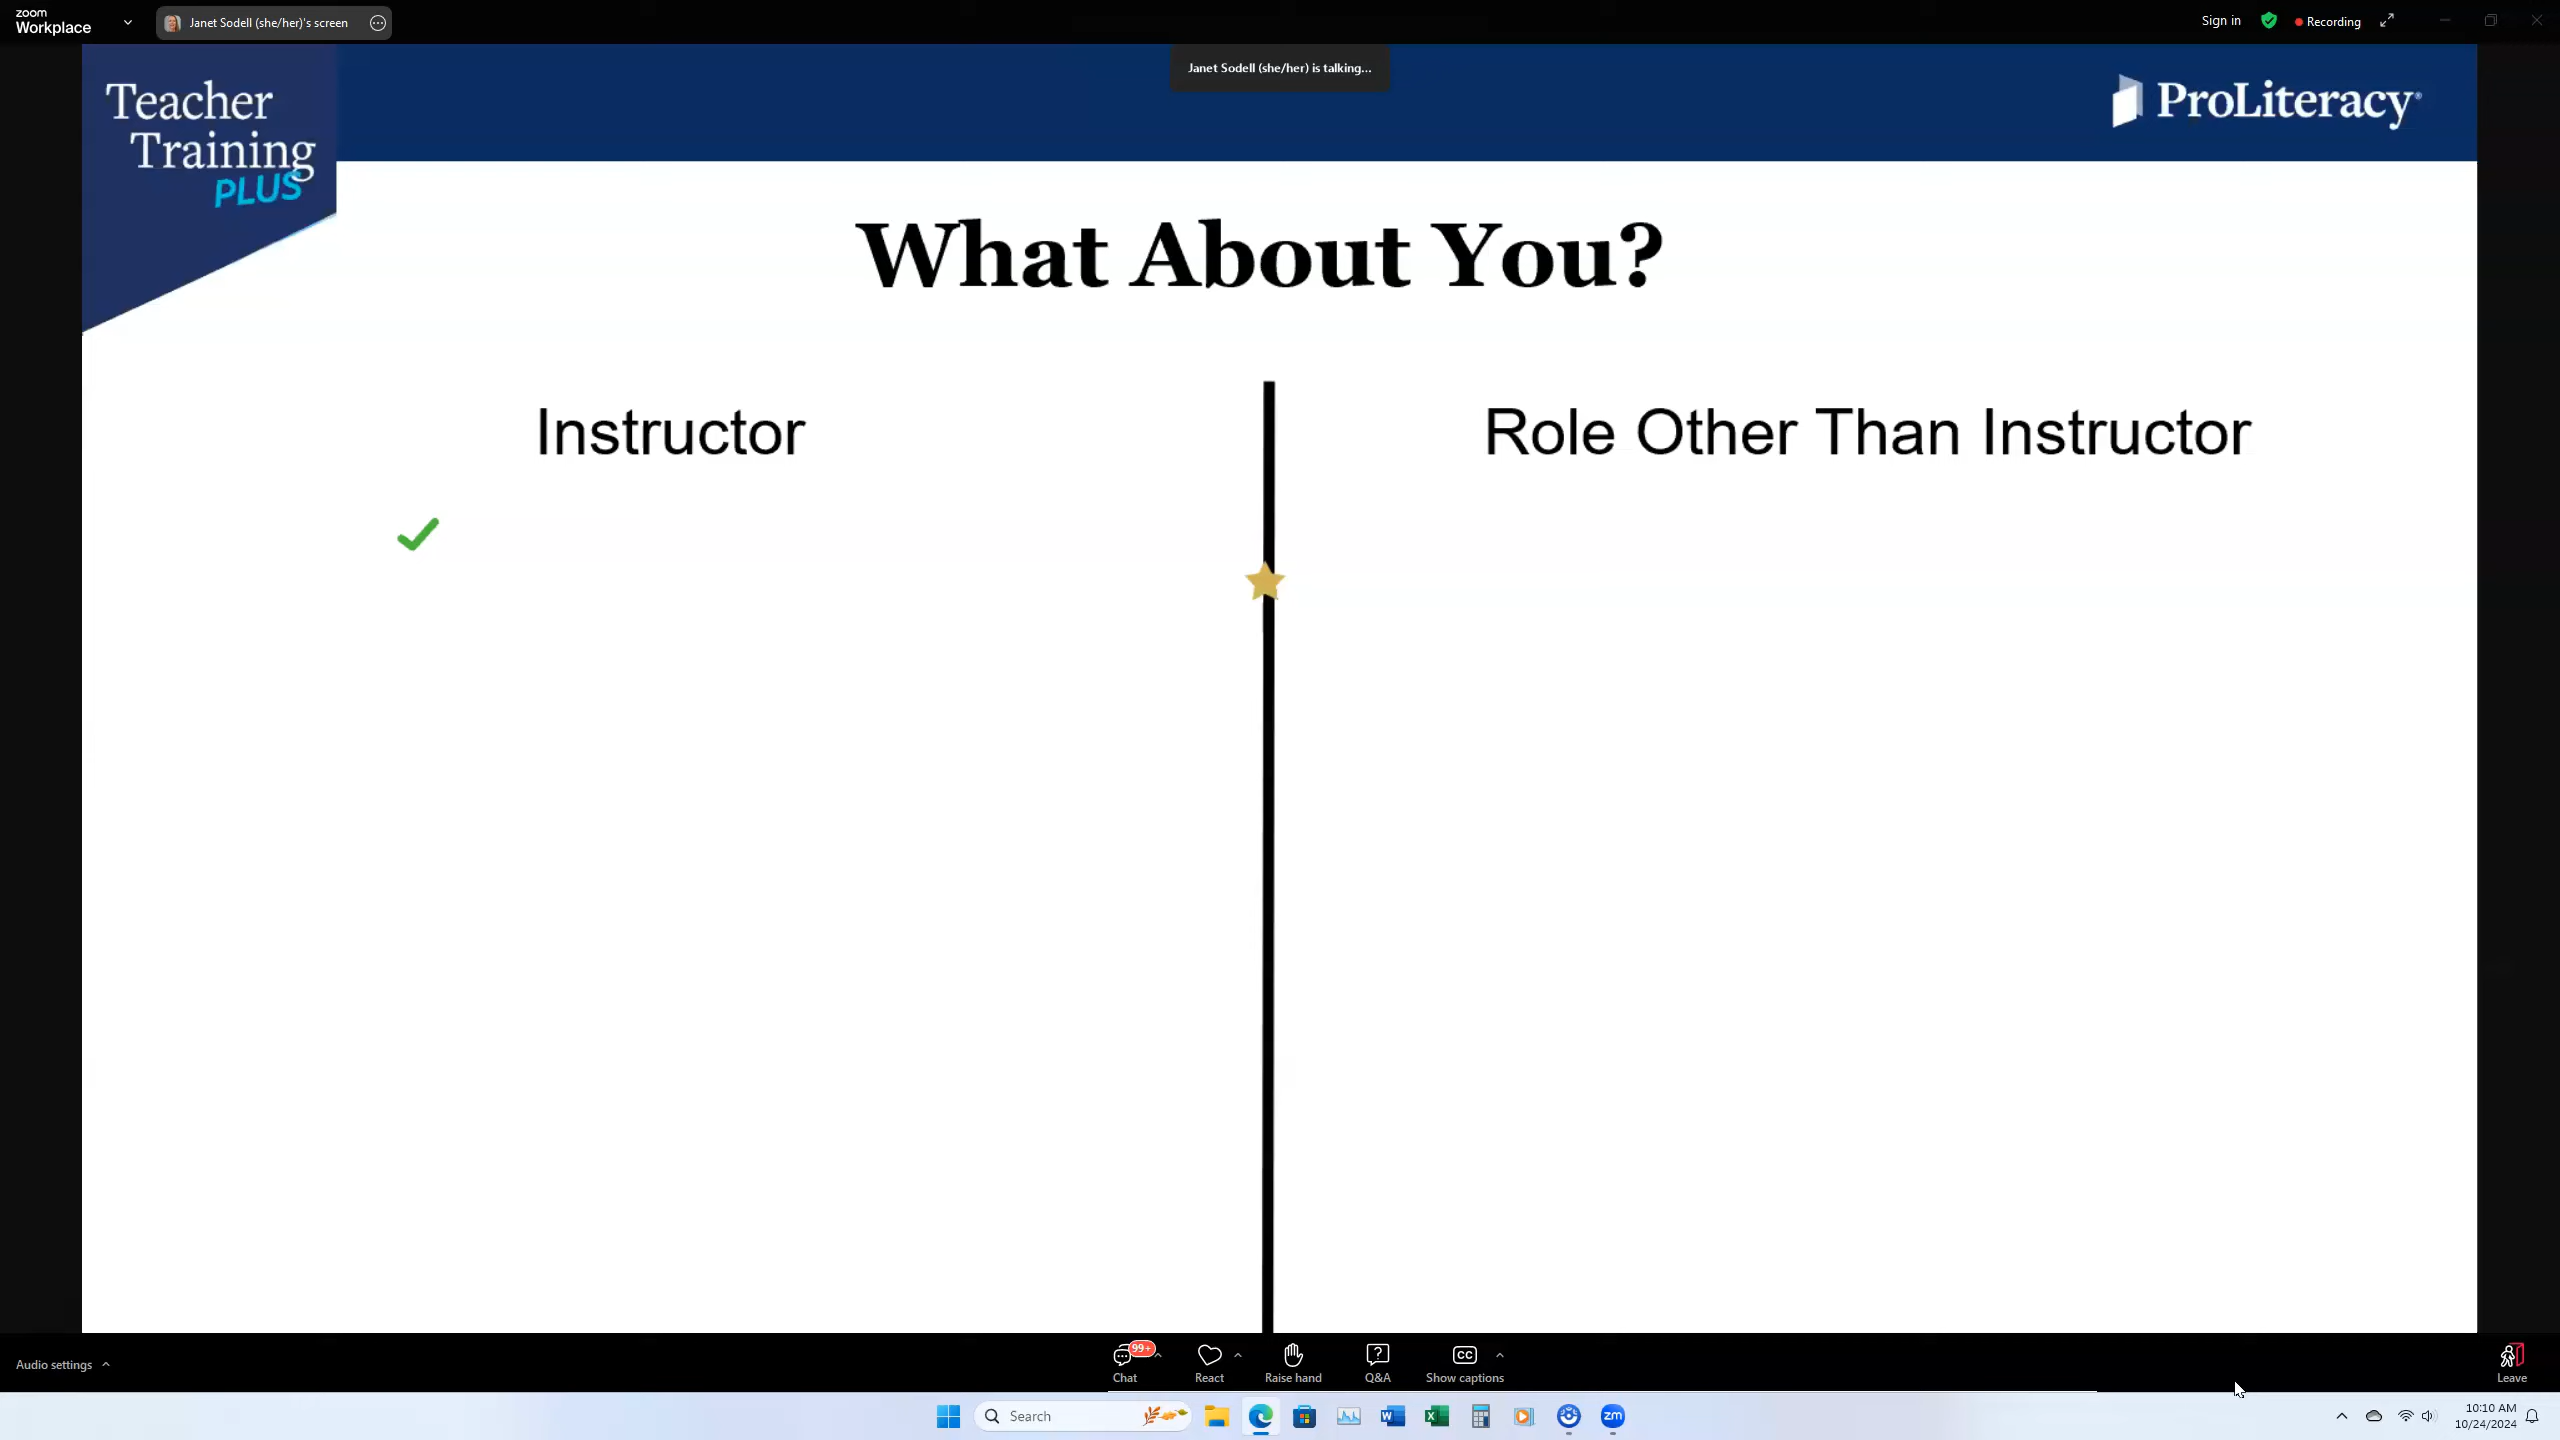 zoom
Workplace
Janet Sodell (she/her)'s screen
Sign in
Recording
Janet Sodell (she/her) is talking...
Teacher
Training
PLUS
ProLiteracy
What About You?
Instructor
Role Other Than Instructor
Audio settings
99+
Chat
React
Raise hand
Q&A
CC
Show captions
Leave
Search
zm
10:10 AM
10/24/2024